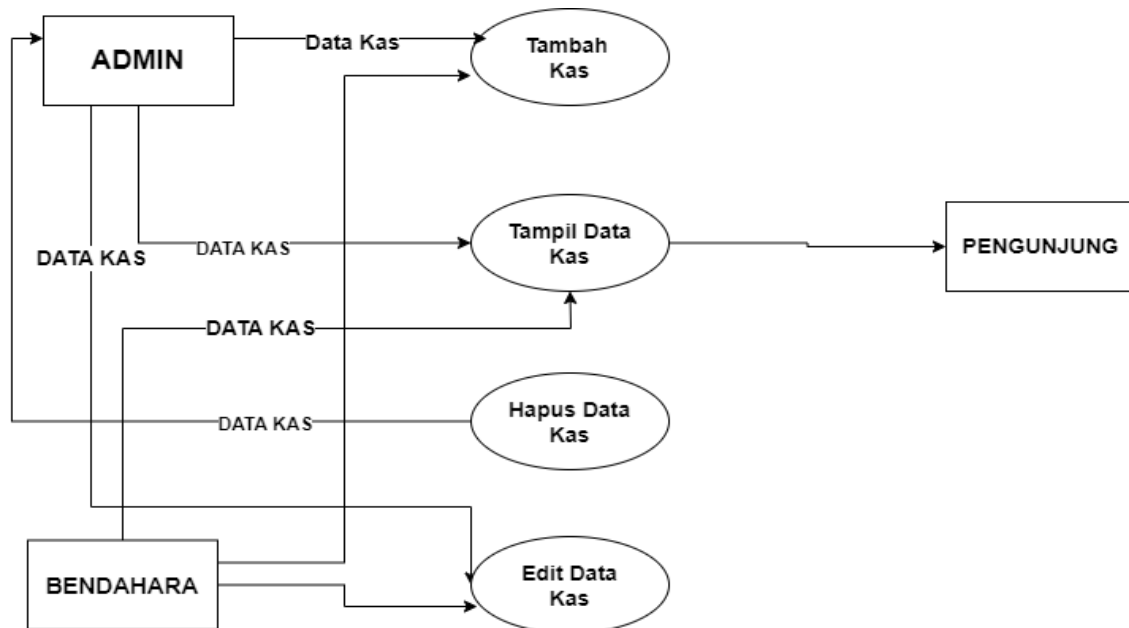 ADMIN
Data Kas
Tambah
Kas
DATA KAS
DATA KAS
Tampil Data
Kas
PENGUNJUNG
DATA KAS
Hapus Data
Kas
DATA KAS
BENDAHARA
Edit Data
Kas